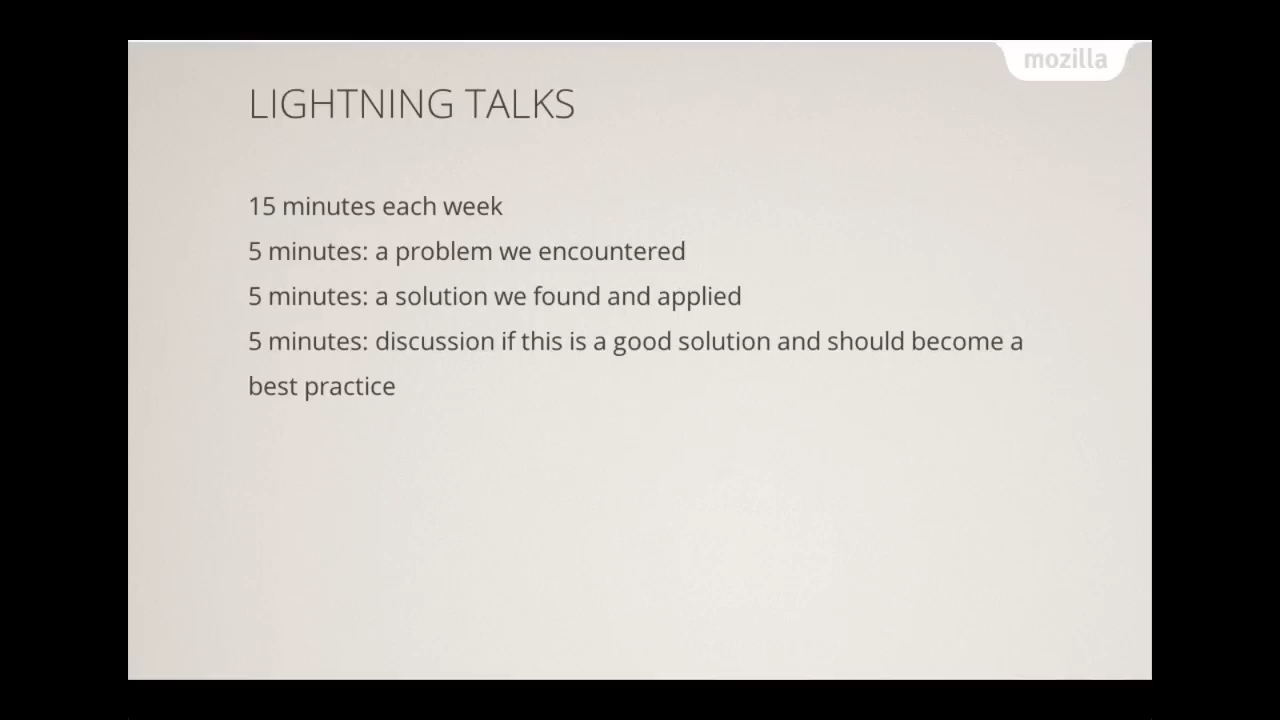 mozilla
LIGHTNING TALKS
15 minutes each week
5 minutes: a problem we encountered
5 minutes: a solution we found and applied
5 minutes: discussion if this is a good solution and should become a
best practice